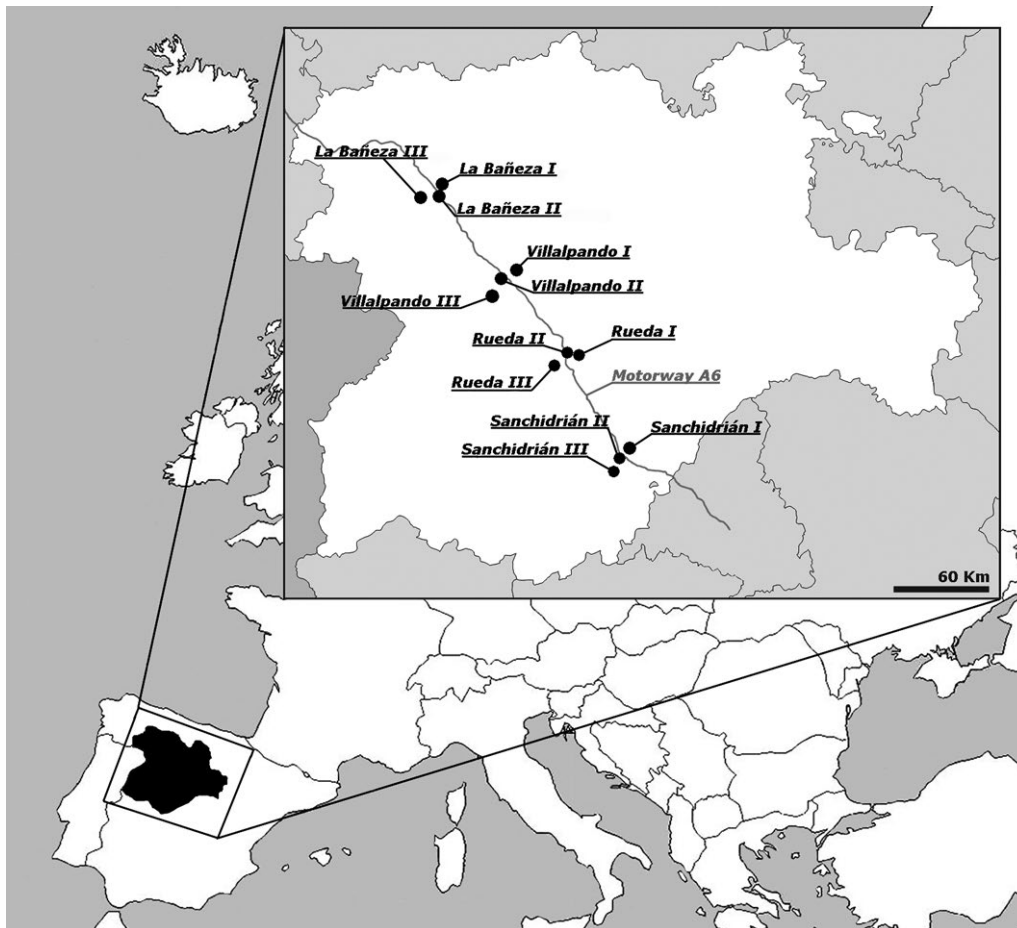 La Bañeza III
La Bañeza I
La Bañeza II
Villalpando I
Villalpando II
Villalpando III
Rueda II
Rueda I
Rueda III
Motorway A6
Sanchidrián II
Sanchidrián I
Sanchidrián III
60 Km